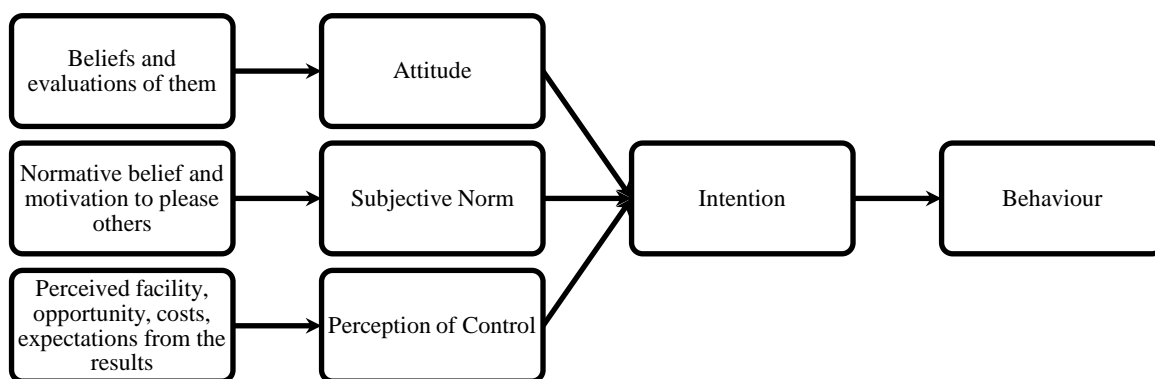 Beliefs and
evaluations of them
Attitude
Normative belief and
motivation to please
others
Subjective Norm
Intention
Behaviour
Perceived facility,
opportunity, costs,
expectations from the
results
Perception of Control